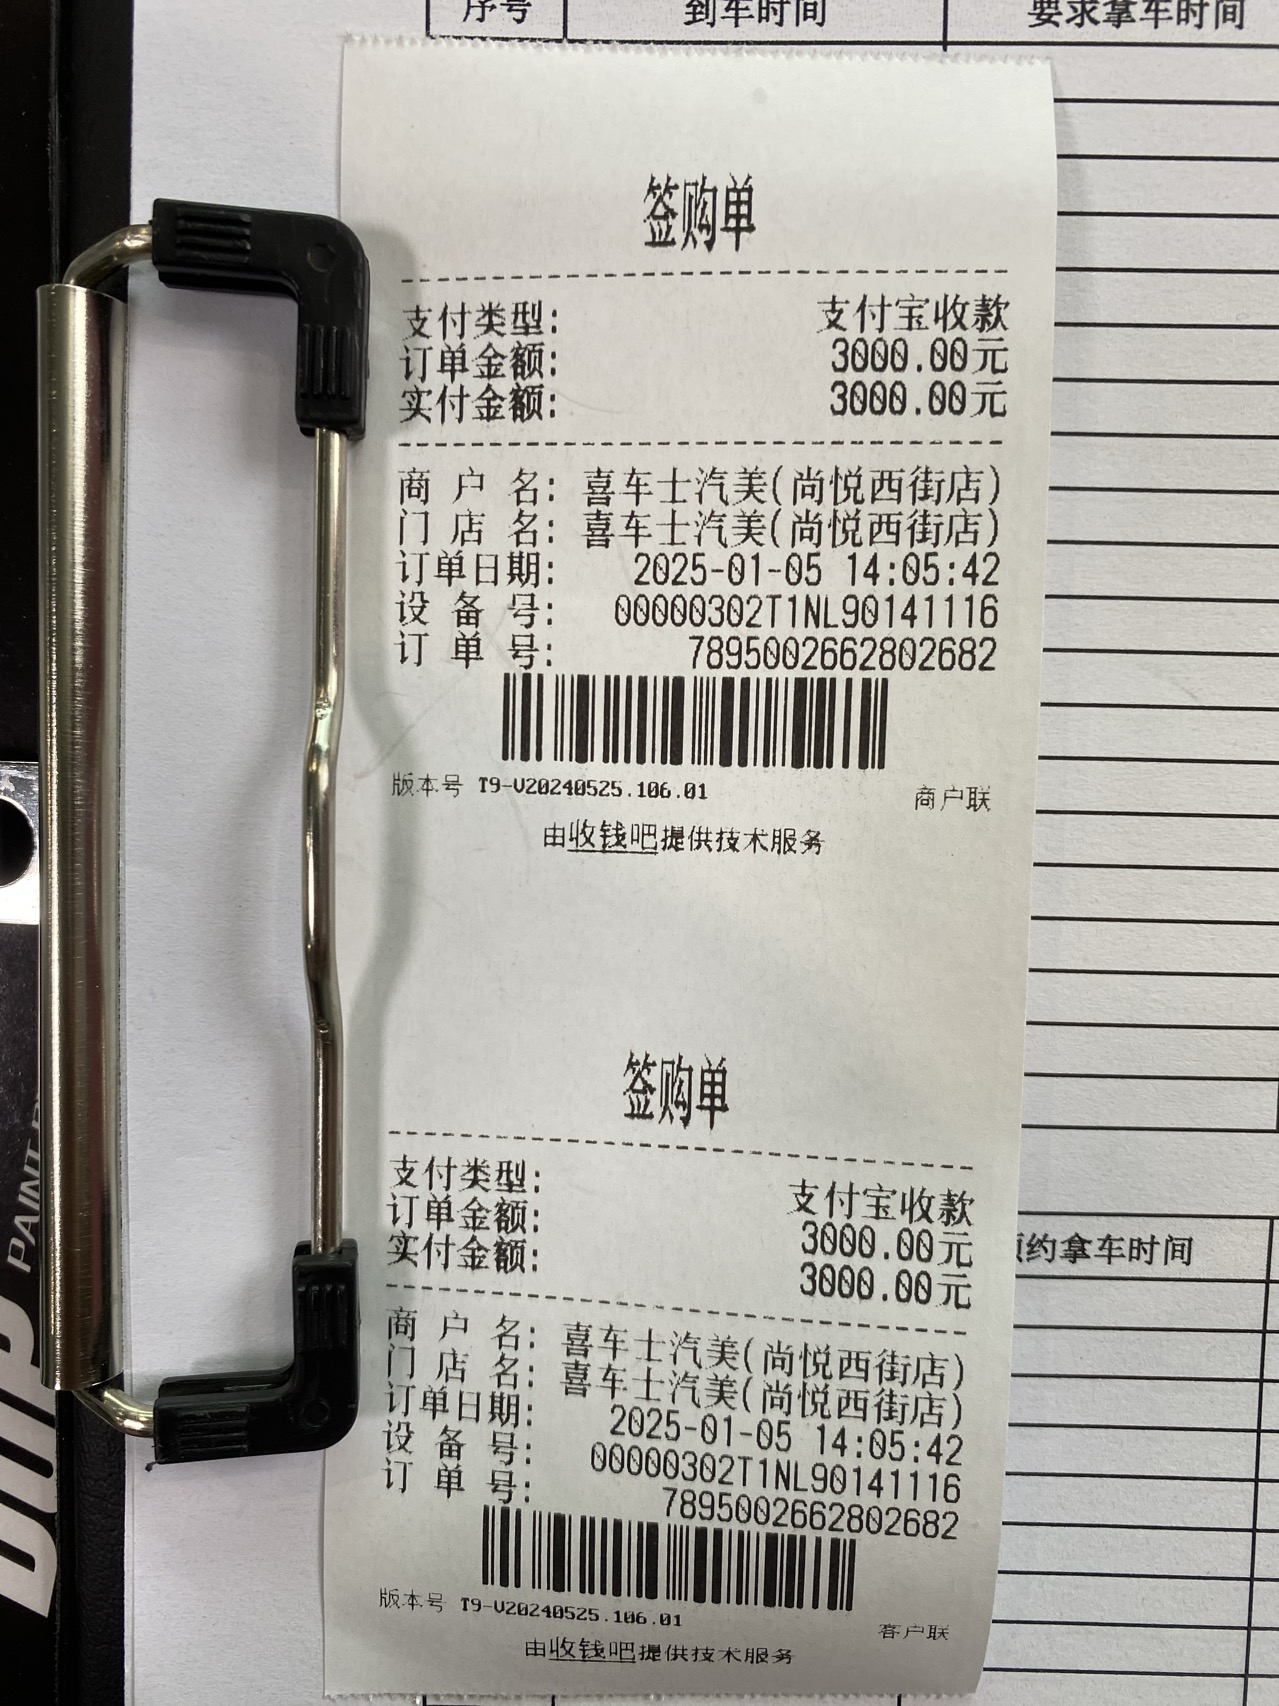 序号 到车时间 要求拿车时间
签购单
支付类型: 支付宝收款
订单金额: 3000.00元
实付金额: 3000.00元
商户名: 喜车士汽美(尚悦西街店)
门店名: 喜车士汽美(尚悦西街店)
订单日期: 2025-01-05 14:05:42
设备号: 00000302T1NL90141116
订单号: 7895002662802682
版本号 T9-V20240525.106.01
商户联
由收钱吧提供技术服务
签购单
支付类型: 支付宝收款
订单金额: 3000.00元
实付金额: 3000.00元
约拿车时间
商户名: 喜车士汽美(尚悦西街店)
门店名: 喜车士汽美(尚悦西街店)
订单日期: 2025-01-05 14:05:42
设备号: 00000302T1NL90141116
订单号: 7895002662802682
版本号 T9-V20240525.106.01
客户联
由收钱吧提供技术服务
PAINT